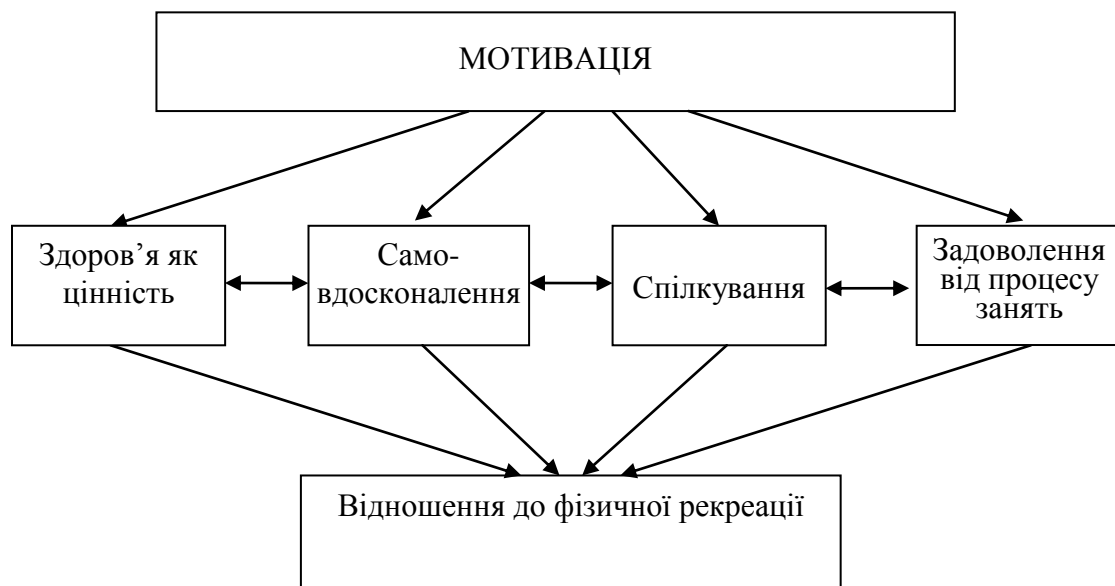 МОТИВАЦІЯ
Здоров’я як
цінність
Само-
вдосконалення
Спілкування
Задоволення
від процесу
занять
Відношення до фізичної рекреації